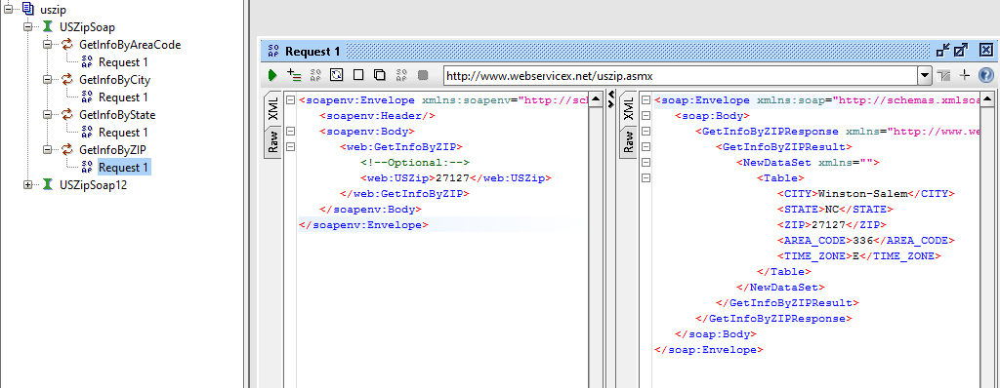 uszip
USZipSoap
GetInfoByAreaCode
Request 1
GetInfoByCity
Request 1
GetInfoByState
Request 1
GetInfoByZIP
Request 1
USZipSoap12
Request 1
http://www.webservicex.net/uszip.asmx
XML
Raw
<soapenv:Envelope xmlns:soapenv="http://sch
<soapenv:Header/>
<soapenv:Body>
<web:GetInfoByZIP>
<!--Optional:-->
<web:USZip>27127</web:USZip>
</web:GetInfoByZIP>
</soapenv:Body>
</soapenv:Envelope>
XML
Raw
<soap:Envelope xmlns:soap="http://schemas.xmlsoa
<soap:Body>
<GetInfoByZIPResponse xmlns="http://www.we
<GetInfoByZIPResult>
<NewDataSet xmlns="">
<Table>
<CITY>Winston-Salem</CITY>
<STATE>NC</STATE>
<ZIP>27127</ZIP>
<AREA_CODE>336</AREA_CODE>
<TIME_ZONE>E</TIME_ZONE>
</Table>
</NewDataSet>
</GetInfoByZIPResult>
</GetInfoByZIPResponse>
</soap:Body>
</soap:Envelope>